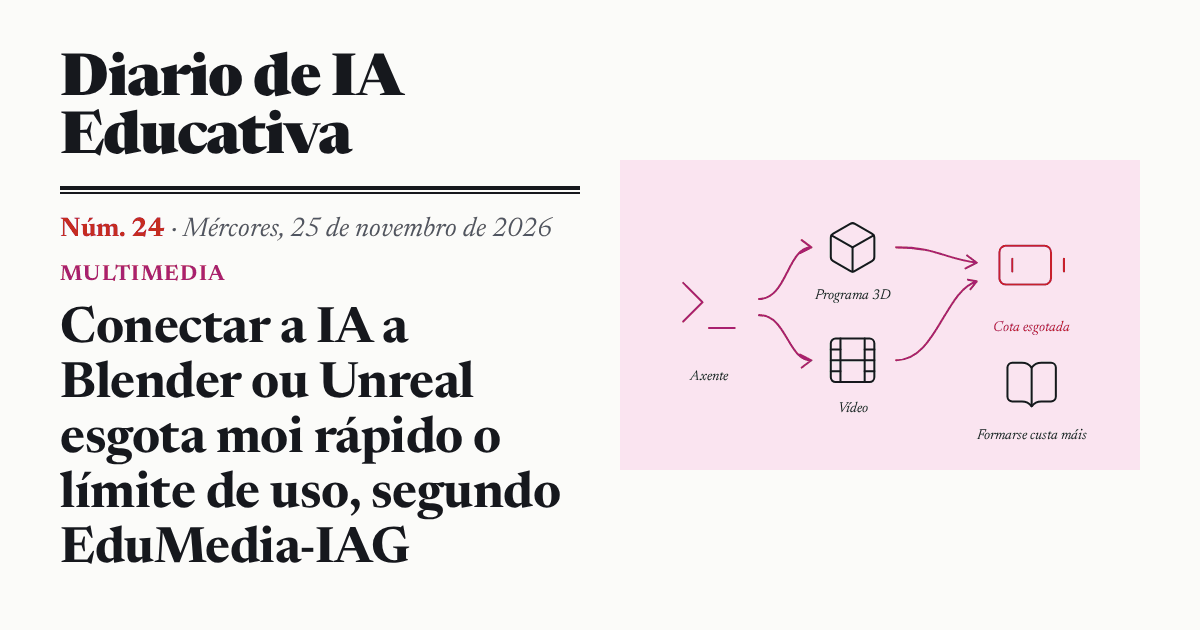 Diario de IA
Educativa
Núm. 24 · Mércores, 25 de novembro de 2026
MULTIMEDIA
Conectar a IA a
Blender ou Unreal
esgota moi rápido o
límite de uso, segundo
EduMedia-IAG
Programa 3D
Cota esgotada
Axente
Vídeo
Formarse custa máis